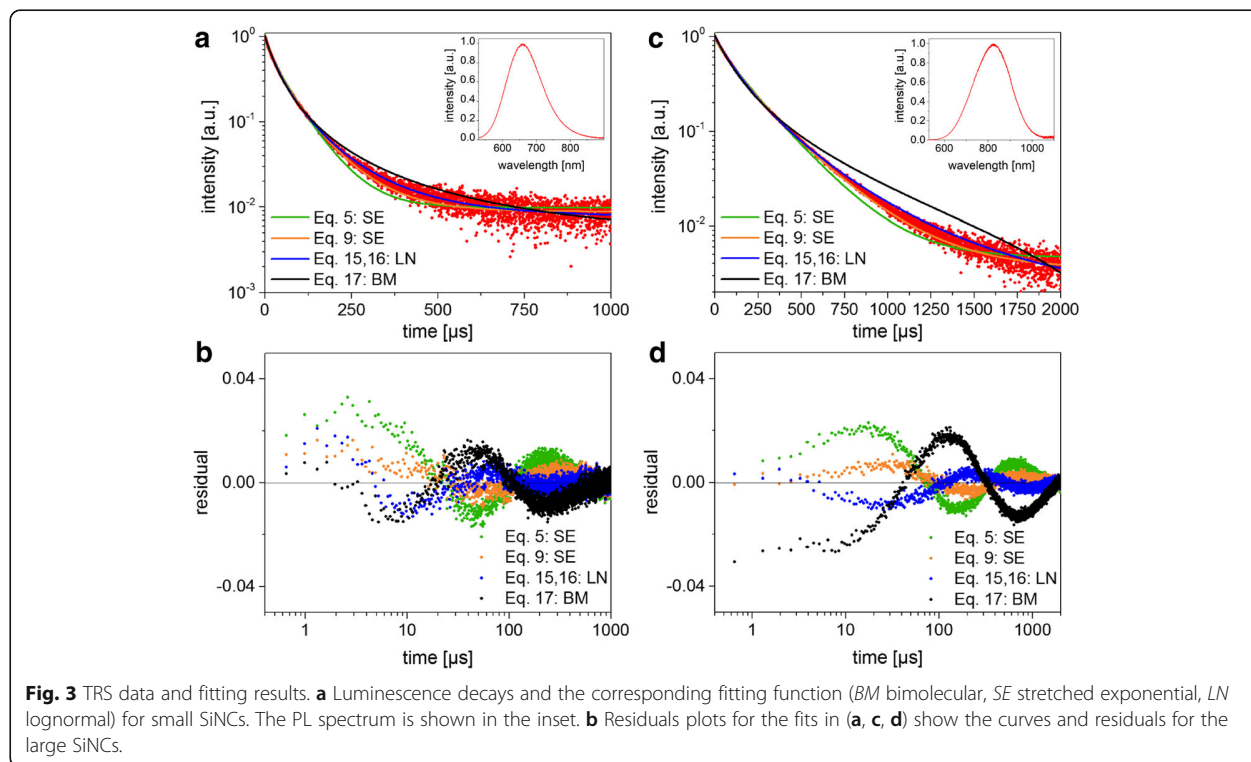 a
10⁰
10⁻¹
10⁻²
10⁻³
intensity [a.u.]
0 250 500 750 1000
time [µs]
Eq. 5: SE
Eq. 9: SE
Eq. 15,16: LN
Eq. 17: BM
1.0
0.8
0.6
0.4
0.2
0.0
intensity [a.u.]
600 700 800
wavelength [nm]
c
10⁰
10⁻¹
10⁻²
intensity [a.u.]
0 250 500 750 1000 1250 1500 1750 2000
time [µs]
Eq. 5: SE
Eq. 9: SE
Eq. 15,16: LN
Eq. 17: BM
1.0
0.8
0.6
0.4
0.2
0.0
intensity [a.u.]
600 800 1000
wavelength [nm]
b
0.04
0.00
-0.04
residual
1 10 100 1000
time [µs]
Eq. 5: SE
Eq. 9: SE
Eq. 15,16: LN
Eq. 17: BM
d
0.04
0.00
-0.04
residual
1 10 100 1000
time [µs]
Eq. 5: SE
Eq. 9: SE
Eq. 15,16: LN
Eq. 17: BM
Fig. 3 TRS data and fitting results. a Luminescence decays and the corresponding fitting function (BM bimolecular, SE stretched exponential, LN
lognormal) for small SiNCs. The PL spectrum is shown in the inset. b Residuals plots for the fits in (a, c, d) show the curves and residuals for the
large SiNCs.